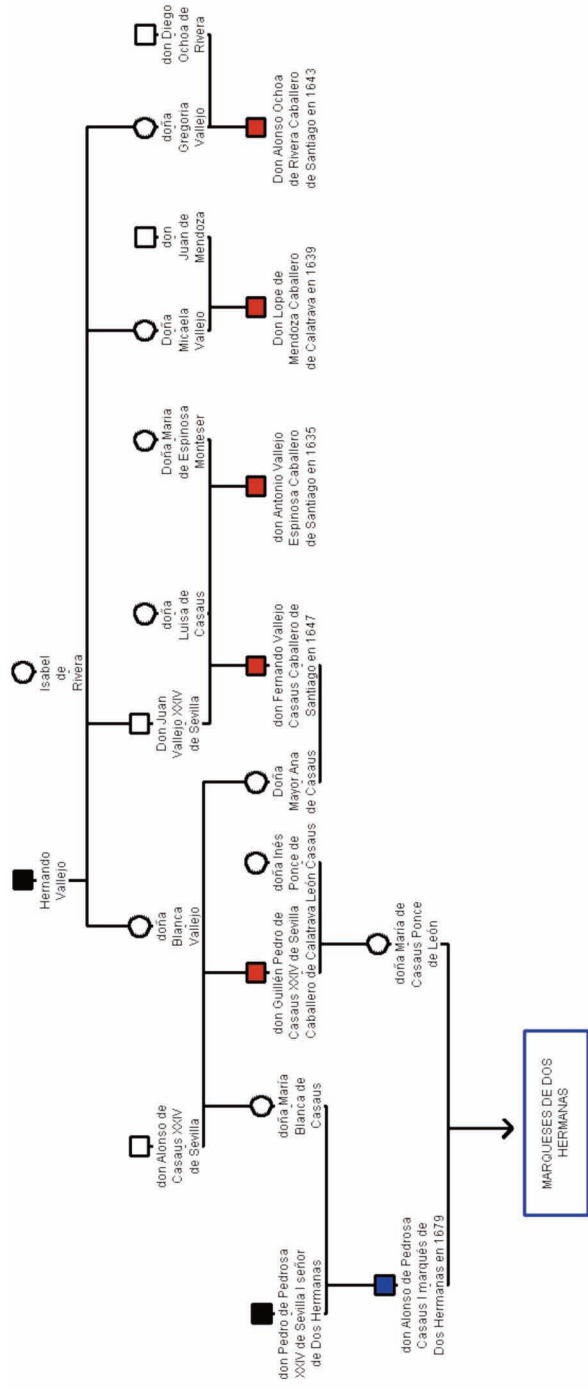 Hernando
Vallejo
Isabel
de
Rivera
don Alonso de
Casaus XXIV
de Sevilla
doña
Blanca
Vallejo
Don Juan
Vallejo XXIV
de Sevilla
doña
Luisa de
Casaus
Doña Maria
de Espinosa
Monteser
Doña
Micaela
Vallejo
don
Juan de
Mendoza
doña
Gregoria
Vallejo
don Diego
Ochoa de
Rivera
don Pedro de Pedrosa
XXIV de Sevilla I señor
de Dos Hermanas
doña María
Blanca de
Casaus
don Guillén Pedro de
Casaus XXIV de Sevilla
Caballero de Calatrava
doña Inés
Ponce de
León Casaus
Doña
Mayor Ana
de Casaus
don Fernando Vallejo
Casaus Caballero de
Santiago en 1647
don Antonio Vallejo
Espinosa Caballero
de Santiago en 1635
Don Lope de
Mendoza Caballero
de Calatrava en 1639
Don Alonso Ochoa
de Rivera Caballero
de Santiago en 1643
don Alonso de Pedrosa
Casaus I marqués de
Dos Hermanas en 1679
doña María de
Casaus Ponce
de León
MARQUESES DE DOS
HERMANAS